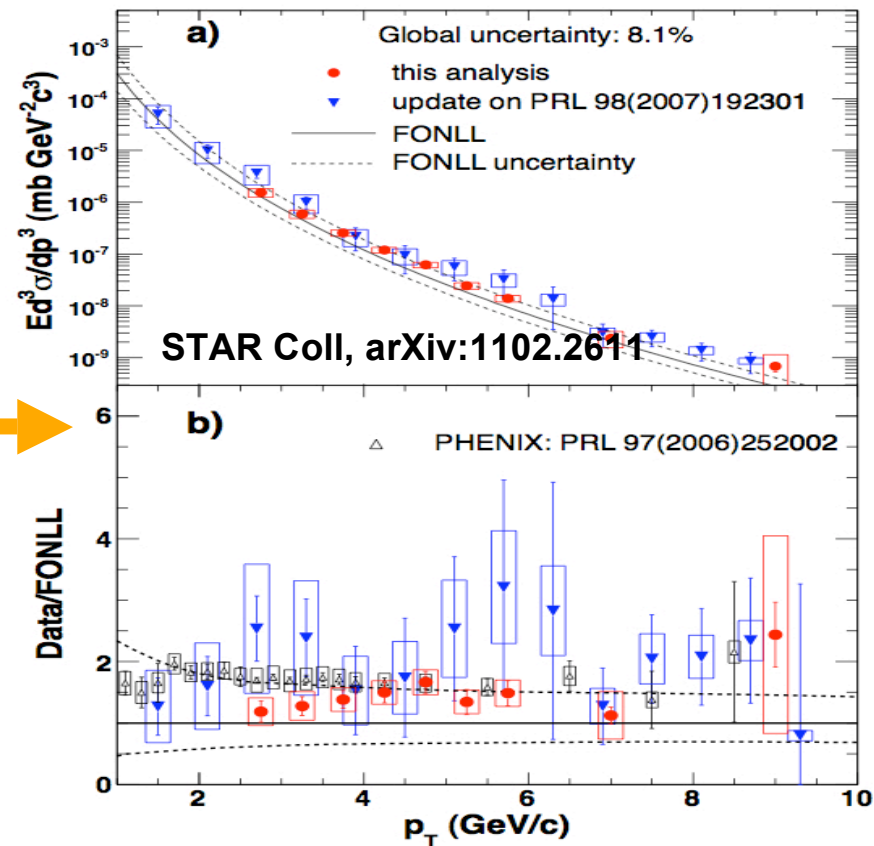 a)
Global uncertainty: 8.1%
this analysis
update on PRL 98(2007)192301
FONLL
FONLL uncertainty
10⁻³
10⁻⁴
10⁻⁵
10⁻⁶
10⁻⁷
10⁻⁸
10⁻⁹
Ed³σ/dp³ (mb GeV⁻²c³)
STAR Coll, arXiv:1102.2611
b)
PHENIX: PRL 97(2006)252002
6
4
2
0
Data/FONLL
2 4 6 8 10
p_T (GeV/c)